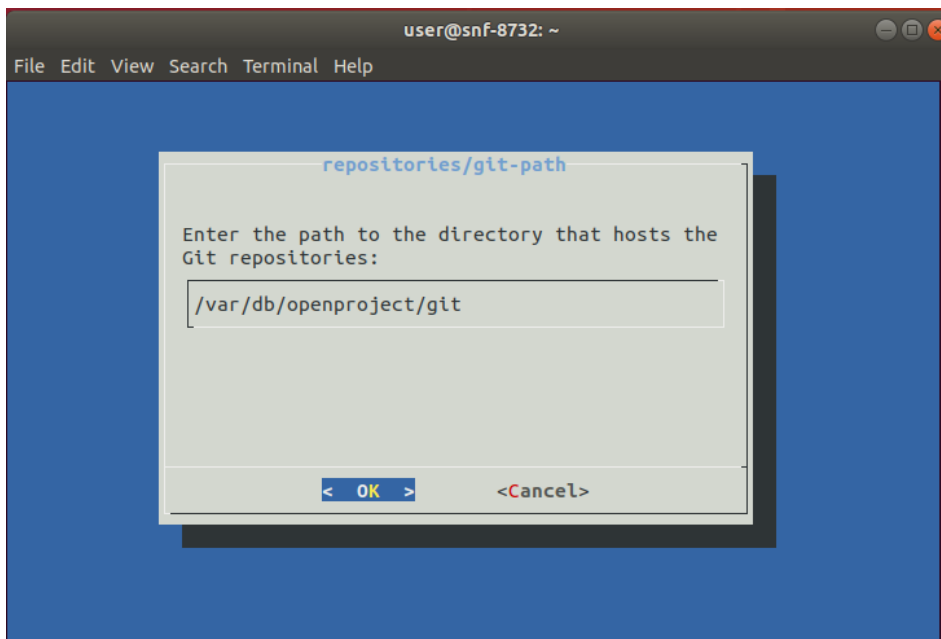 user@snf-8732: ~
File Edit View Search Terminal Help
repositories/git-path
Enter the path to the directory that hosts the
Git repositories:
/var/db/openproject/git
< OK > <Cancel>